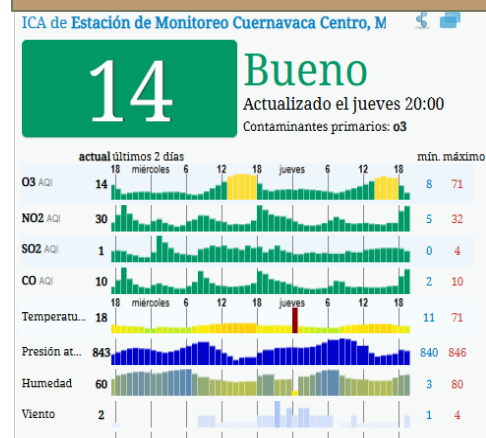 ICA de Estación de Monitoreo Cuernavaca Centro, M
14
Bueno
Actualizado el jueves 20:00
Contaminantes primarios: o3
actual últimos 2 días mín. máximo
18 miércoles 6 12 18 jueves 6 12 18
O3 AQI 14 8 71
NO2 AQI 30 5 32
SO2 AQI 1 0 4
CO AQI 10 2 10
18 miércoles 6 12 18 jueves 6 12 18
Temperatu... 18 11 71
Presión at... 843 840 846
Humedad 60 3 80
Viento 2 1 4